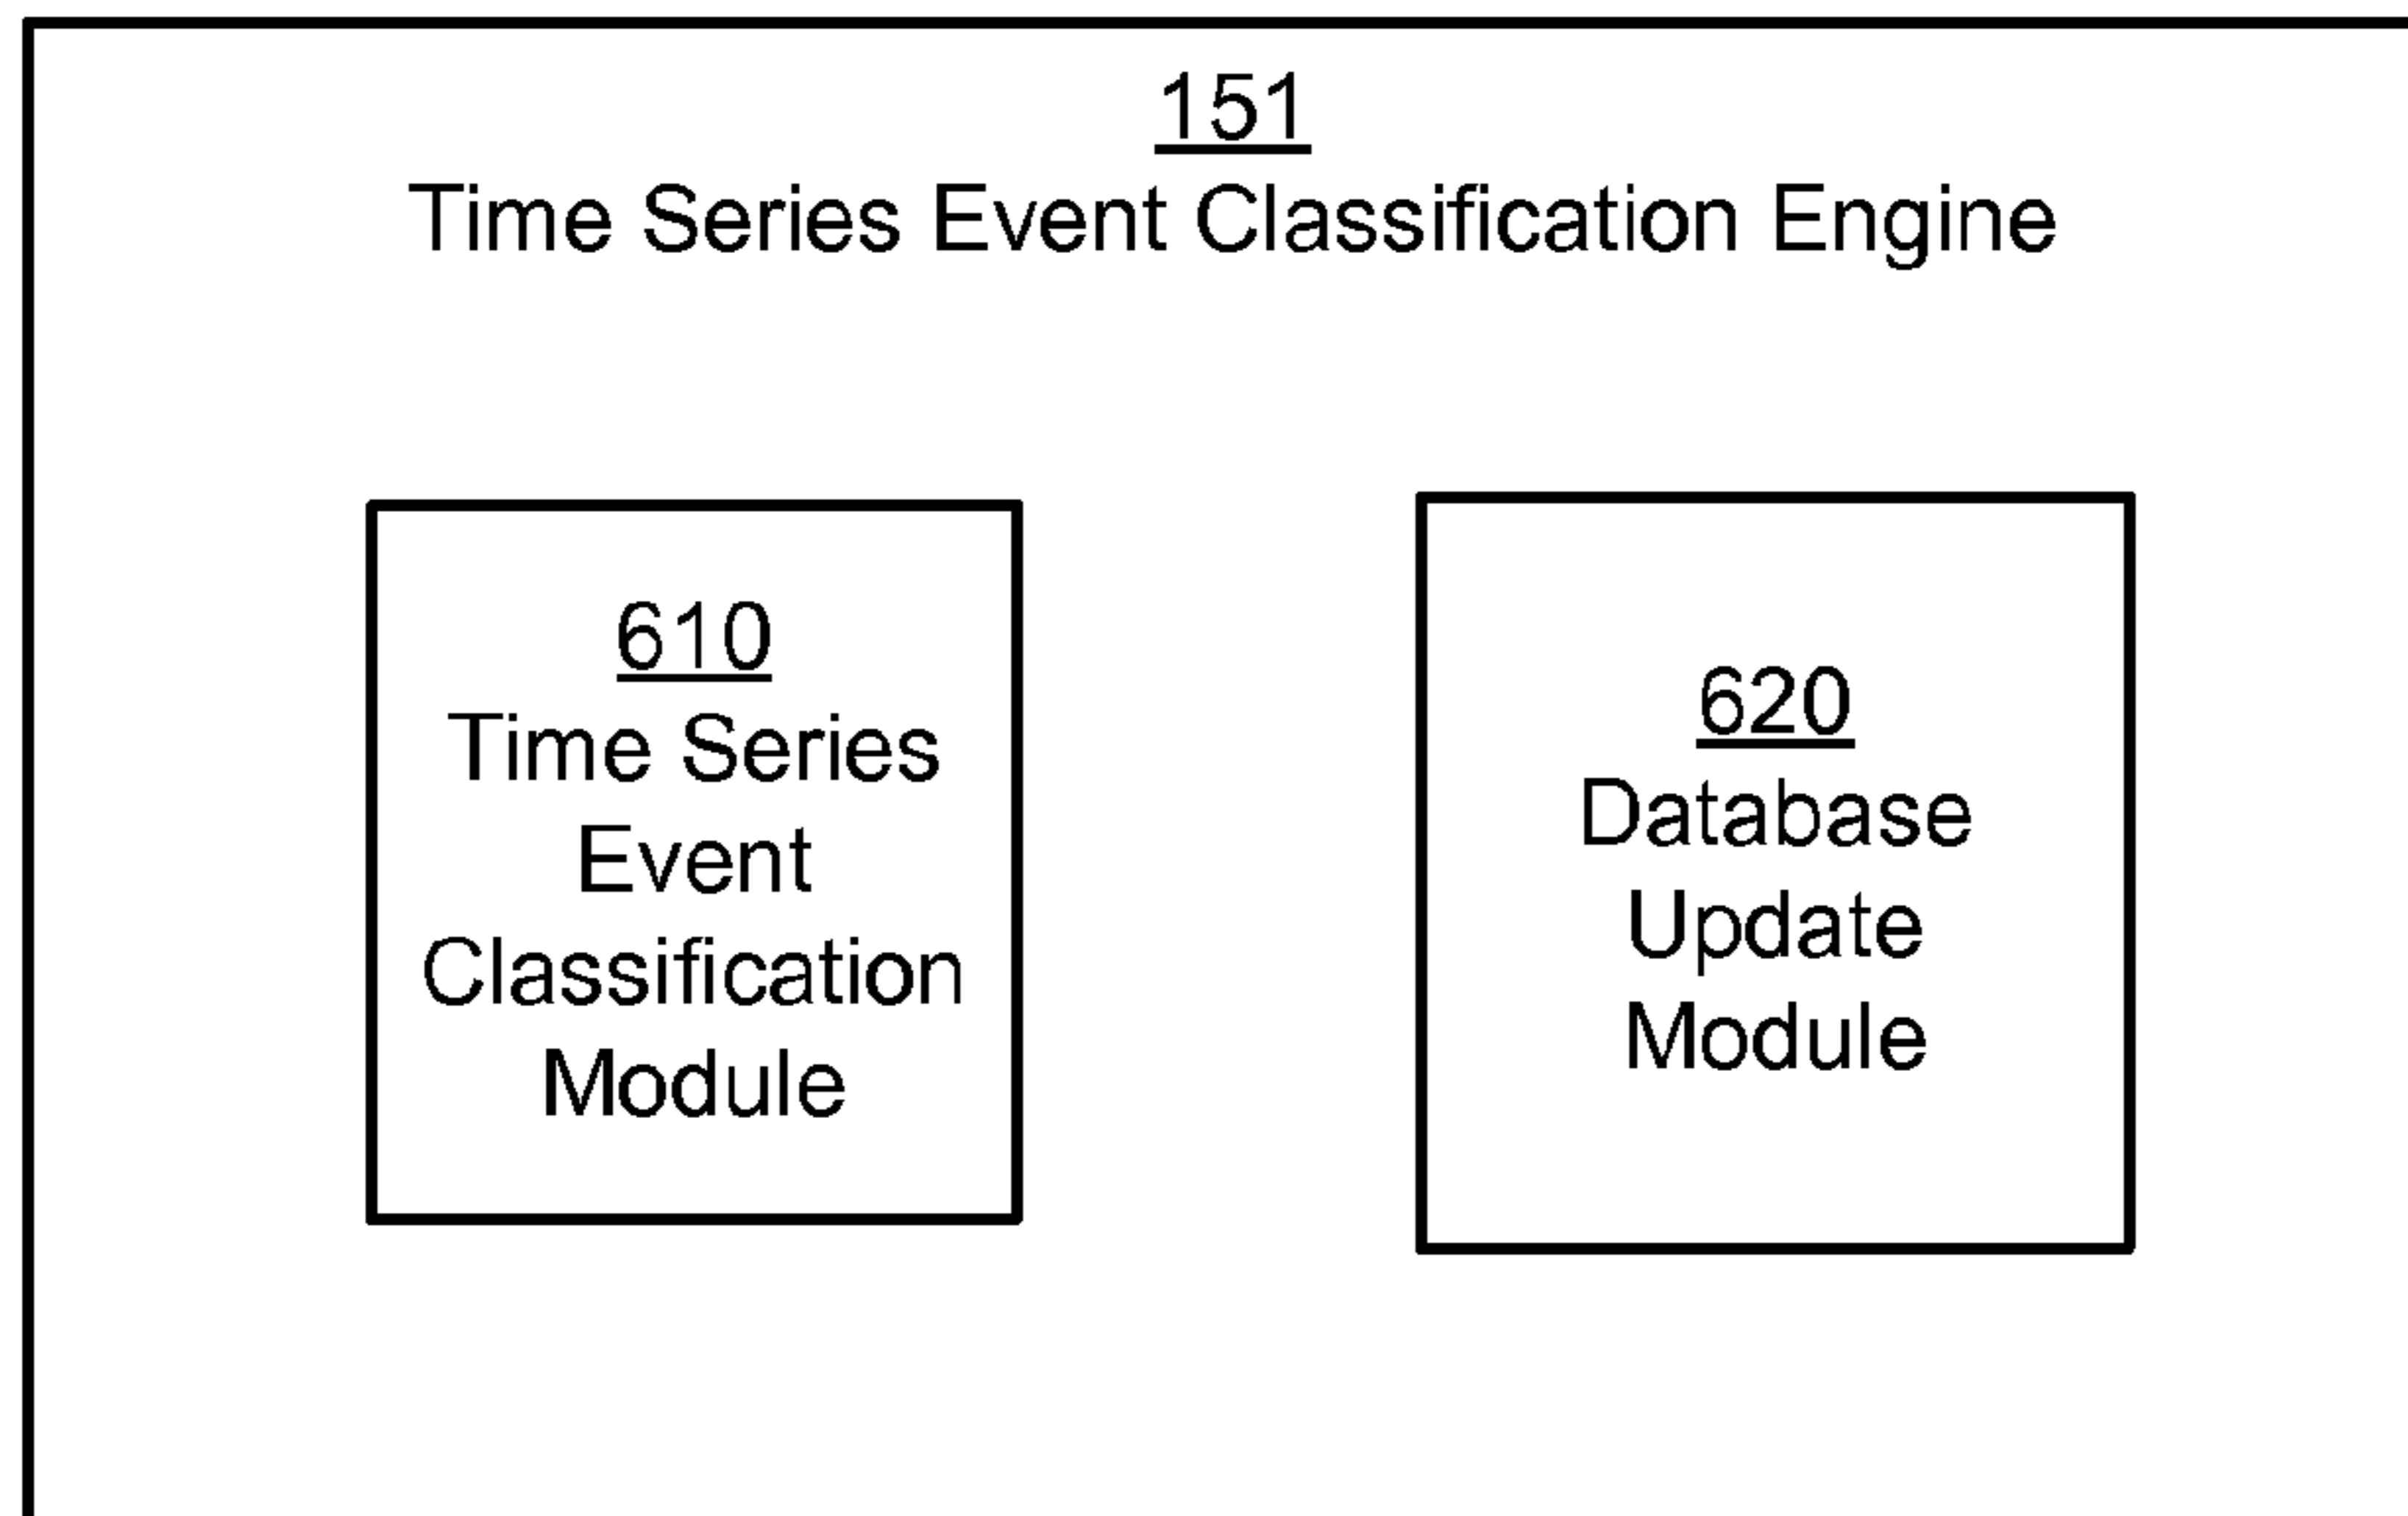 151
Time Series Event Classification Engine
610
Time Series
Event
Classification
Module
620
Database
Update
Module